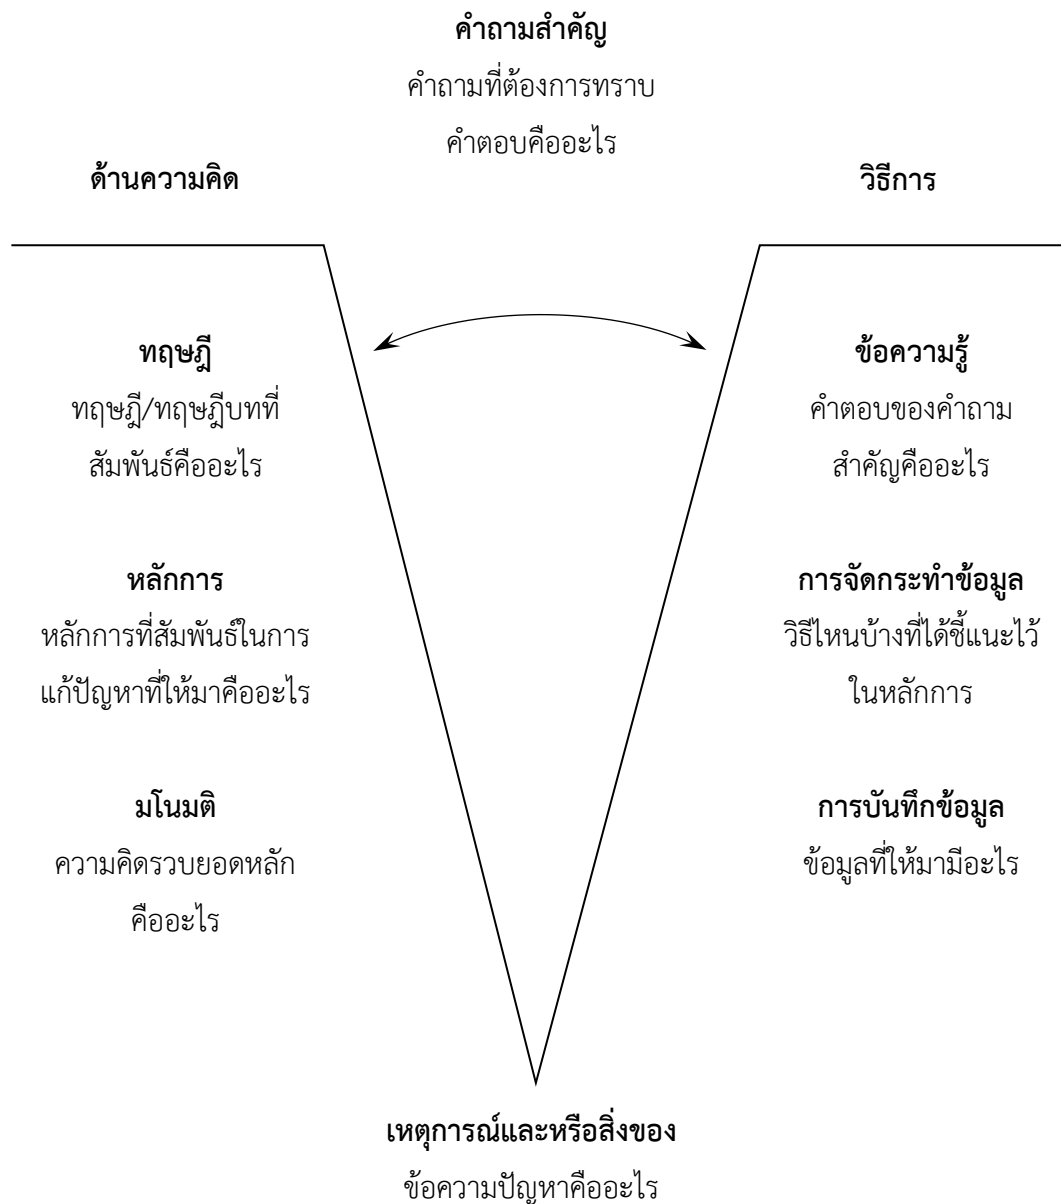 คำถามสำคัญ
คำถามที่ต้องการทราบ
คำตอบคืออะไร
ด้านความคิด
วิธีการ
ทฤษฎี
ทฤษฎี/ทฤษฎีบทที่
สัมพันธ์คืออะไร
หลักการ
หลักการที่สัมพันธ์ในการ
แก้ปัญหาที่ให้มาคืออะไร
มโนมติ
ความคิดรวบยอดหลัก
คืออะไร
ข้อความรู้
คำตอบของคำถาม
สำคัญคืออะไร
การจัดกระทำข้อมูล
วิธีไหนบ้างที่ได้ชี้แนะไว้
ในหลักการ
การบันทึกข้อมูล
ข้อมูลที่ให้มามีอะไร
เหตุการณ์และหรือสิ่งของ
ข้อความปัญหาคืออะไร